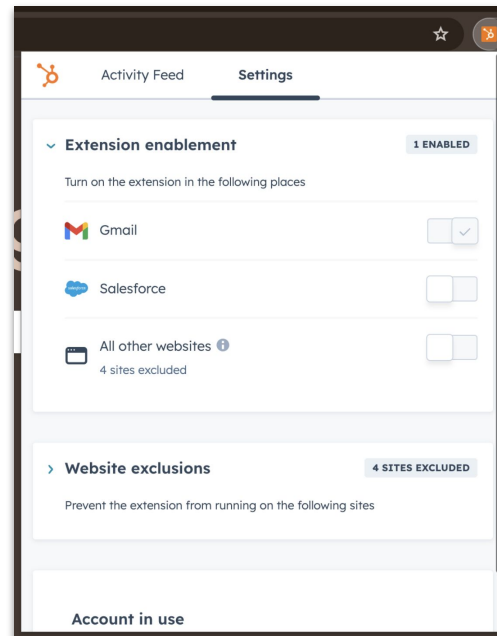 Activity Feed Settings
Extension enablement 1 ENABLED
Turn on the extension in the following places
Gmail
salesforce
Salesforce
All other websites
4 sites excluded
Website exclusions 4 SITES EXCLUDED
Prevent the extension from running on the following sites
Account in use